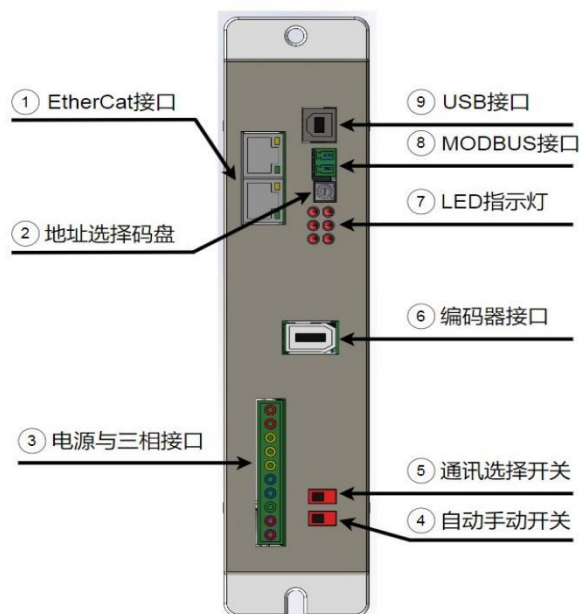 ① EtherCat接口
② 地址选择码盘
③ 电源与三相接口
⑨ USB接口
⑧ MODBUS接口
⑦ LED指示灯
⑥ 编码器接口
⑤ 通讯选择开关
④ 自动手动开关